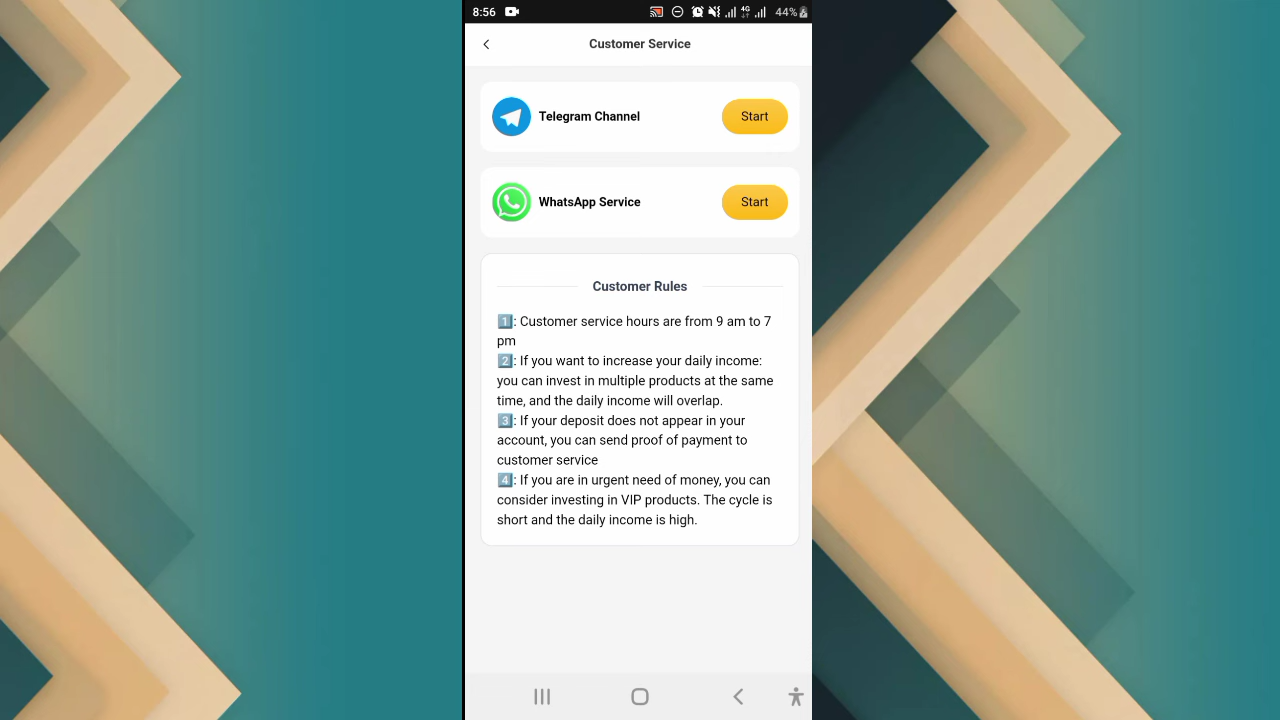 8:56
4G
44%
Customer Service
Telegram Channel
Start
WhatsApp Service
Start
Customer Rules
1️⃣: Customer service hours are from 9 am to 7
pm
2️⃣: If you want to increase your daily income:
you can invest in multiple products at the same
time, and the daily income will overlap.
3️⃣: If your deposit does not appear in your
account, you can send proof of payment to
customer service
4️⃣: If you are in urgent need of money, you can
consider investing in VIP products. The cycle is
short and the daily income is high.